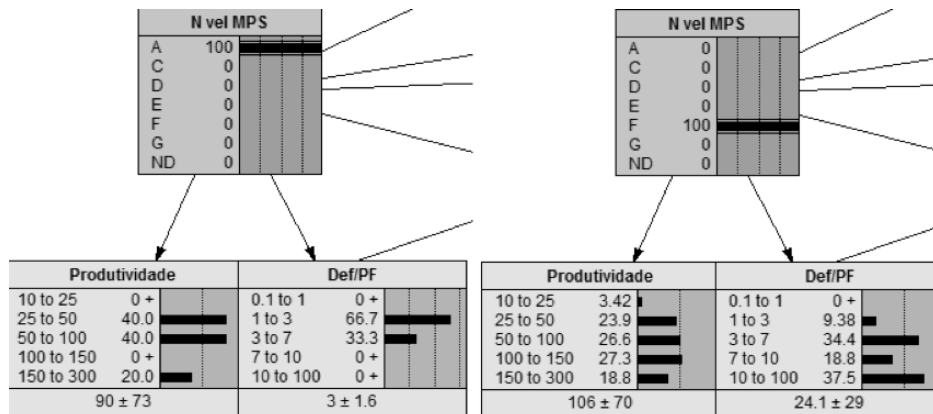 N vel MPS
A 100
C 0
D 0
E 0
F 0
G 0
ND 0
Produtividade
10 to 25 0 +
25 to 50 40.0
50 to 100 40.0
100 to 150 0 +
150 to 300 20.0
90 ± 73
Def/PF
0.1 to 1 0 +
1 to 3 66.7
3 to 7 33.3
7 to 10 0 +
10 to 100 0 +
3 ± 1.6
N vel MPS
A 0
C 0
D 0
E 0
F 100
G 0
ND 0
Produtividade
10 to 25 3.42
25 to 50 23.9
50 to 100 26.6
100 to 150 27.3
150 to 300 18.8
106 ± 70
Def/PF
0.1 to 1 0 +
1 to 3 9.38
3 to 7 34.4
7 to 10 18.8
10 to 100 37.5
24.1 ± 29